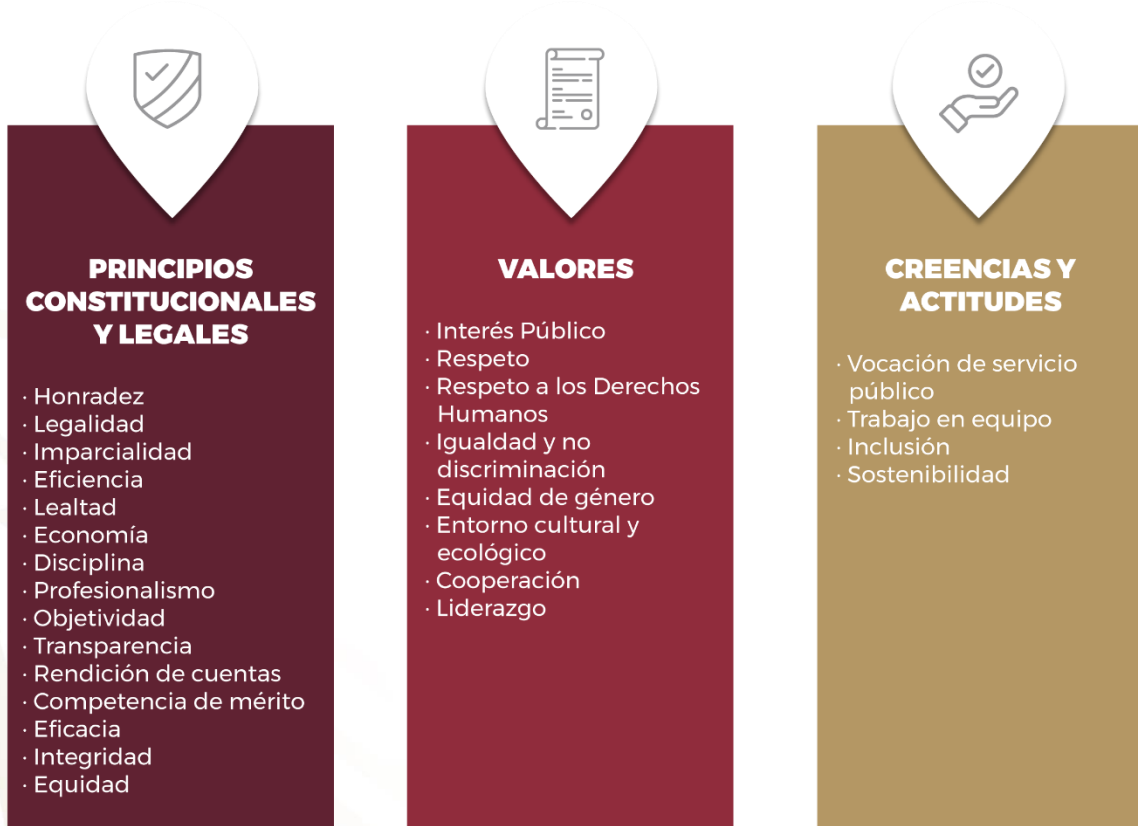 PRINCIPIOS
CONSTITUCIONALES
Y LEGALES
· Honradez
· Legalidad
· Imparcialidad
· Eficiencia
· Lealtad
· Economía
· Disciplina
· Profesionalismo
· Objetividad
· Transparencia
· Rendición de cuentas
· Competencia de mérito
· Eficacia
· Integridad
· Equidad
VALORES
· Interés Público
· Respeto
· Respeto a los Derechos
Humanos
· Igualdad y no
discriminación
· Equidad de género
· Entorno cultural y
ecológico
· Cooperación
· Liderazgo
CREENCIAS Y
ACTITUDES
· Vocación de servicio
público
· Trabajo en equipo
· Inclusión
· Sostenibilidad